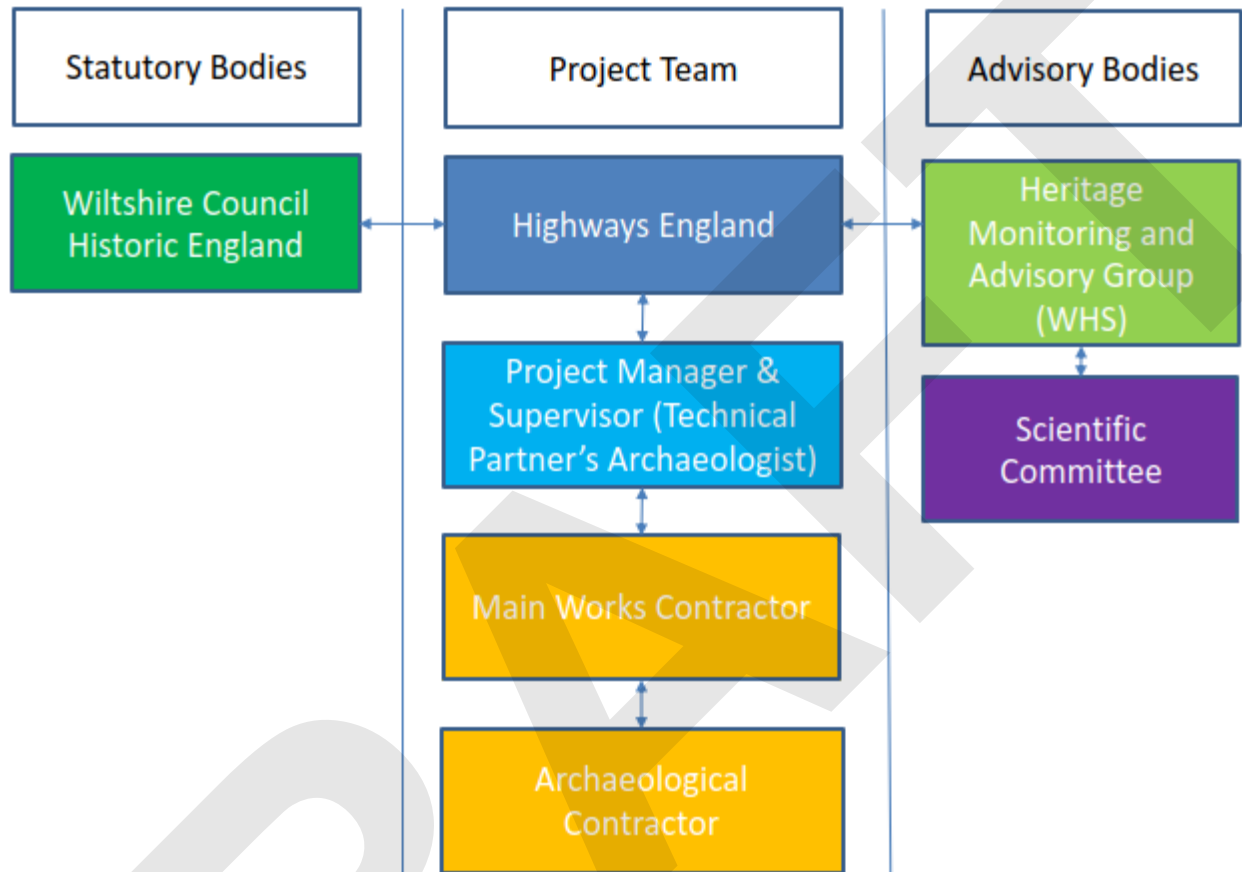 Statutory Bodies
Project Team
Advisory Bodies
Wiltshire Council
Historic England
Highways England
Heritage
Monitoring and
Advisory Group
(WHS)
Project Manager &
Supervisor (Technical
Partner’s Archaeologist)
Scientific
Committee
Main Works Contractor
Archaeological
Contractor
DRAFT